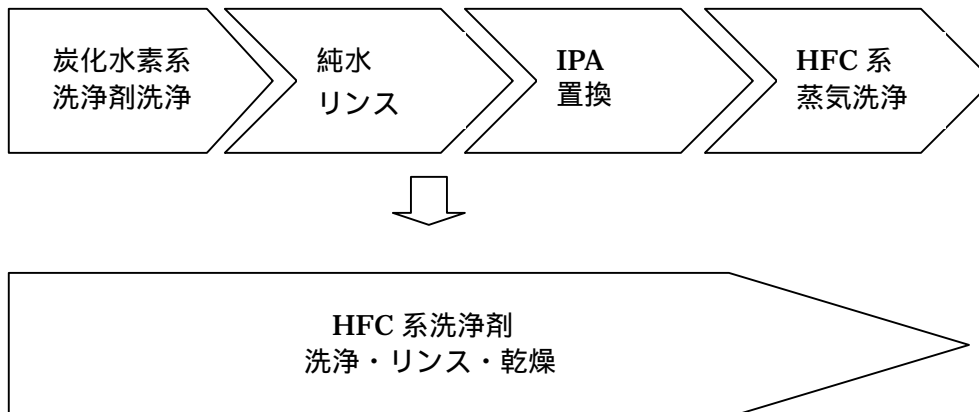 炭化水素系
洗浄剤洗浄
純水
リンス
IPA
置換
HFC 系
蒸気洗浄
HFC 系洗浄剤
洗浄・リンス・乾燥